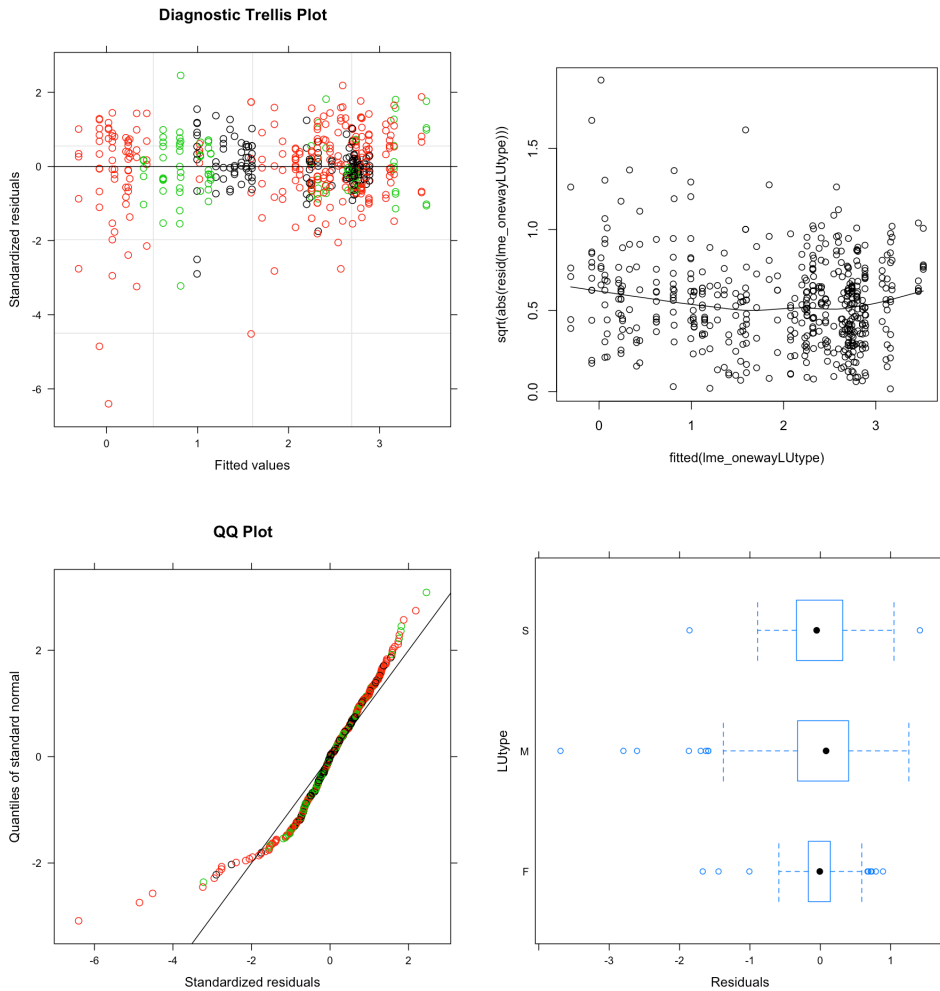 Diagnostic Trellis Plot
Standardized residuals
2
0
-2
-4
-6
0
1
2
3
Fitted values
sqrt(abs(resid(lme_onewayLUtype)))
1.5
1.0
0.5
0.0
0
1
2
3
fitted(lme_onewayLUtype)
QQ Plot
Quantiles of standard normal
2
0
-2
-6
-4
-2
0
2
Standardized residuals
LUtype
S
M
F
-3
-2
-1
0
1
Residuals